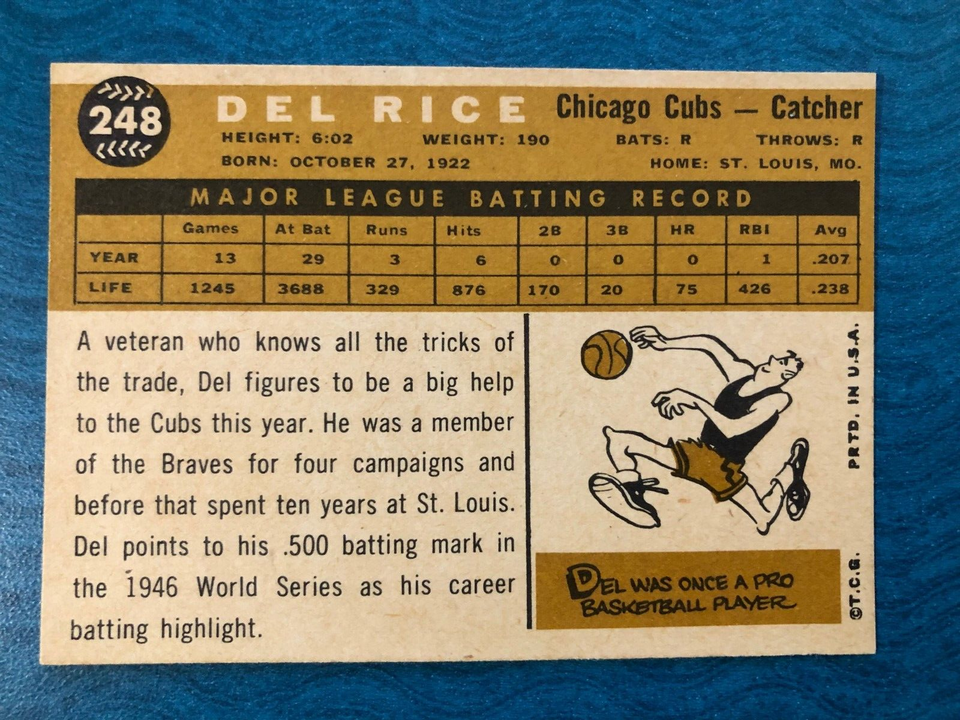 248
DEL RICE Chicago Cubs — Catcher
HEIGHT: 6:02 WEIGHT: 190 BATS: R THROWS: R
BORN: OCTOBER 27, 1922 HOME: ST. LOUIS, MO.
MAJOR LEAGUE BATTING RECORD
Games At Bat Runs Hits 2B 3B HR RBI Avg
YEAR 13 29 3 6 0 0 0 1 .207
LIFE 1245 3688 329 876 170 20 75 426 .238
A veteran who knows all the tricks of
the trade, Del figures to be a big help
to the Cubs this year. He was a member
of the Braves for four campaigns and
before that spent ten years at St. Louis.
Del points to his .500 batting mark in
the 1946 World Series as his career
batting highlight.
DEL WAS ONCE A PRO
BASKETBALL PLAYER
©T.C.G. PRTD. IN U.S.A.